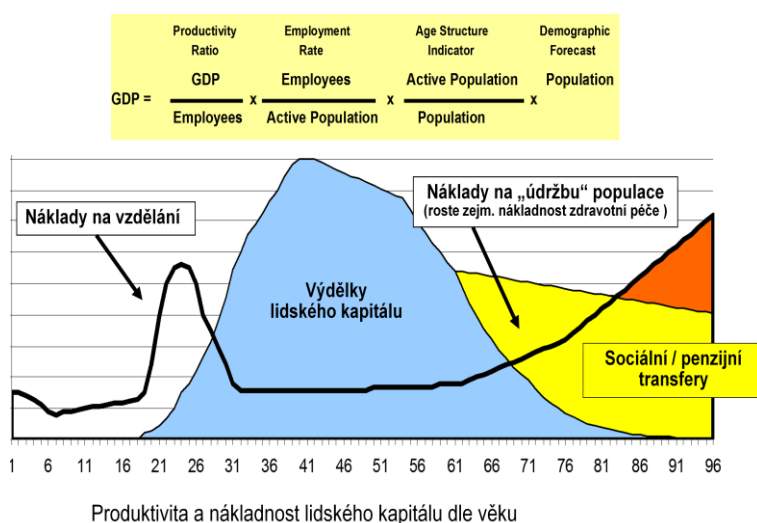 Productivity Employment Age Structure Demographic
Ratio Rate Indicator Forecast
GDP Employees Active Population Population
GDP = x x x
Employees Active Population Population
Náklady na „údržbu“ populace
(roste zejm. nákladnost zdravotní péče )
Náklady na vzdělání
Výdělky
lidského kapitálu
Sociální / penzijní
transfery
1 6 11 16 21 26 31 36 41 46 51 56 61 66 71 76 81 86 91 96
Produktivita a nákladnost lidského kapitálu dle věku